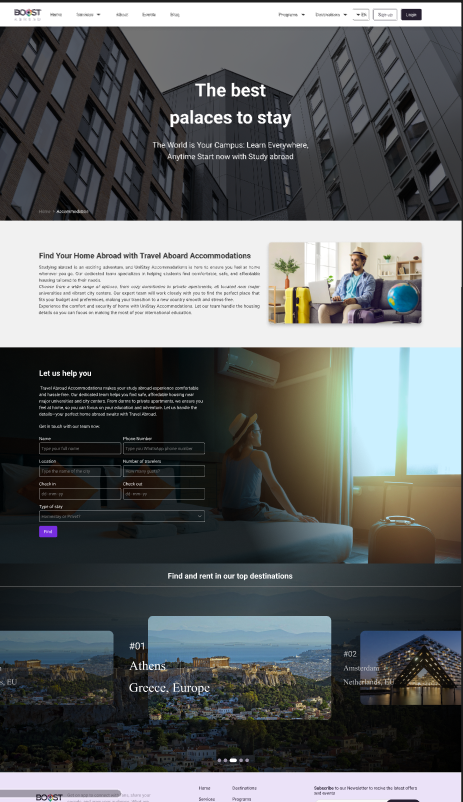 BOOST
ABROAD
Home
Services
About
Events
Blog
Programs
Destinations
EN
Sign up
Login
The best
palaces to stay
The World is Your Campus: Learn Everywhere,
Anytime Start now with Study abroad
Home > Accommodations
Find Your Home Abroad with Travel Aboard Accommodations
Studying abroad is an exciting adventure, and UniStay Accommodations is here to ensure you feel at home
wherever you go. Our dedicated team specializes in helping students find comfortable, safe, and affordable
housing tailored to their needs.
Choose from a wide range of options, from cozy dormitories to private apartments, all located near major
universities and vibrant city centers. Our expert team will work closely with you to find the perfect place that
fits your budget and preferences, making your transition to a new country smooth and stress-free.
Experience the comfort and security of home with UniStay Accommodations. Let our team handle the housing
details so you can focus on making the most of your international education.
Let us help you
Travel Abroad Accommodations makes your study abroad experience comfortable
and hassle-free. Our dedicated team helps you find safe, affordable housing near
major universities and city centers. From dorms to private apartments, we ensure you
feel at home, so you can focus on your education and adventure. Let us handle the
details—your perfect home abroad awaits with Travel Abroad.
Get in touch with our team now.
Name
Phone Number
Type your full name
Type you WhatsApp phone number
Location
Number of travelers
Type the name of the city
How many guests?
Check in
Check out
dd mm yy
dd mm yy
Type of stay
Homestay or Hotel?
Find
Find and rent in our top destinations
s, EU
#01
Athens
Greece, Europe
#02
Amsterdam
Netherlands, EU
BOOST
Home
Services
Destinations
Programs
Subscribe to our Newsletter to receive the latest offers
and events